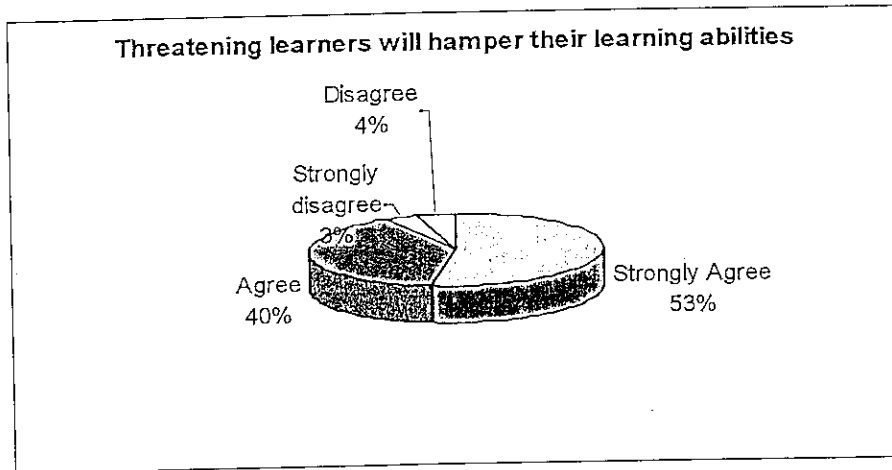 Threatening learners will hamper their learning abilities
Disagree
4%
Strongly
disagree
3%
Agree
40%
Strongly Agree
53%